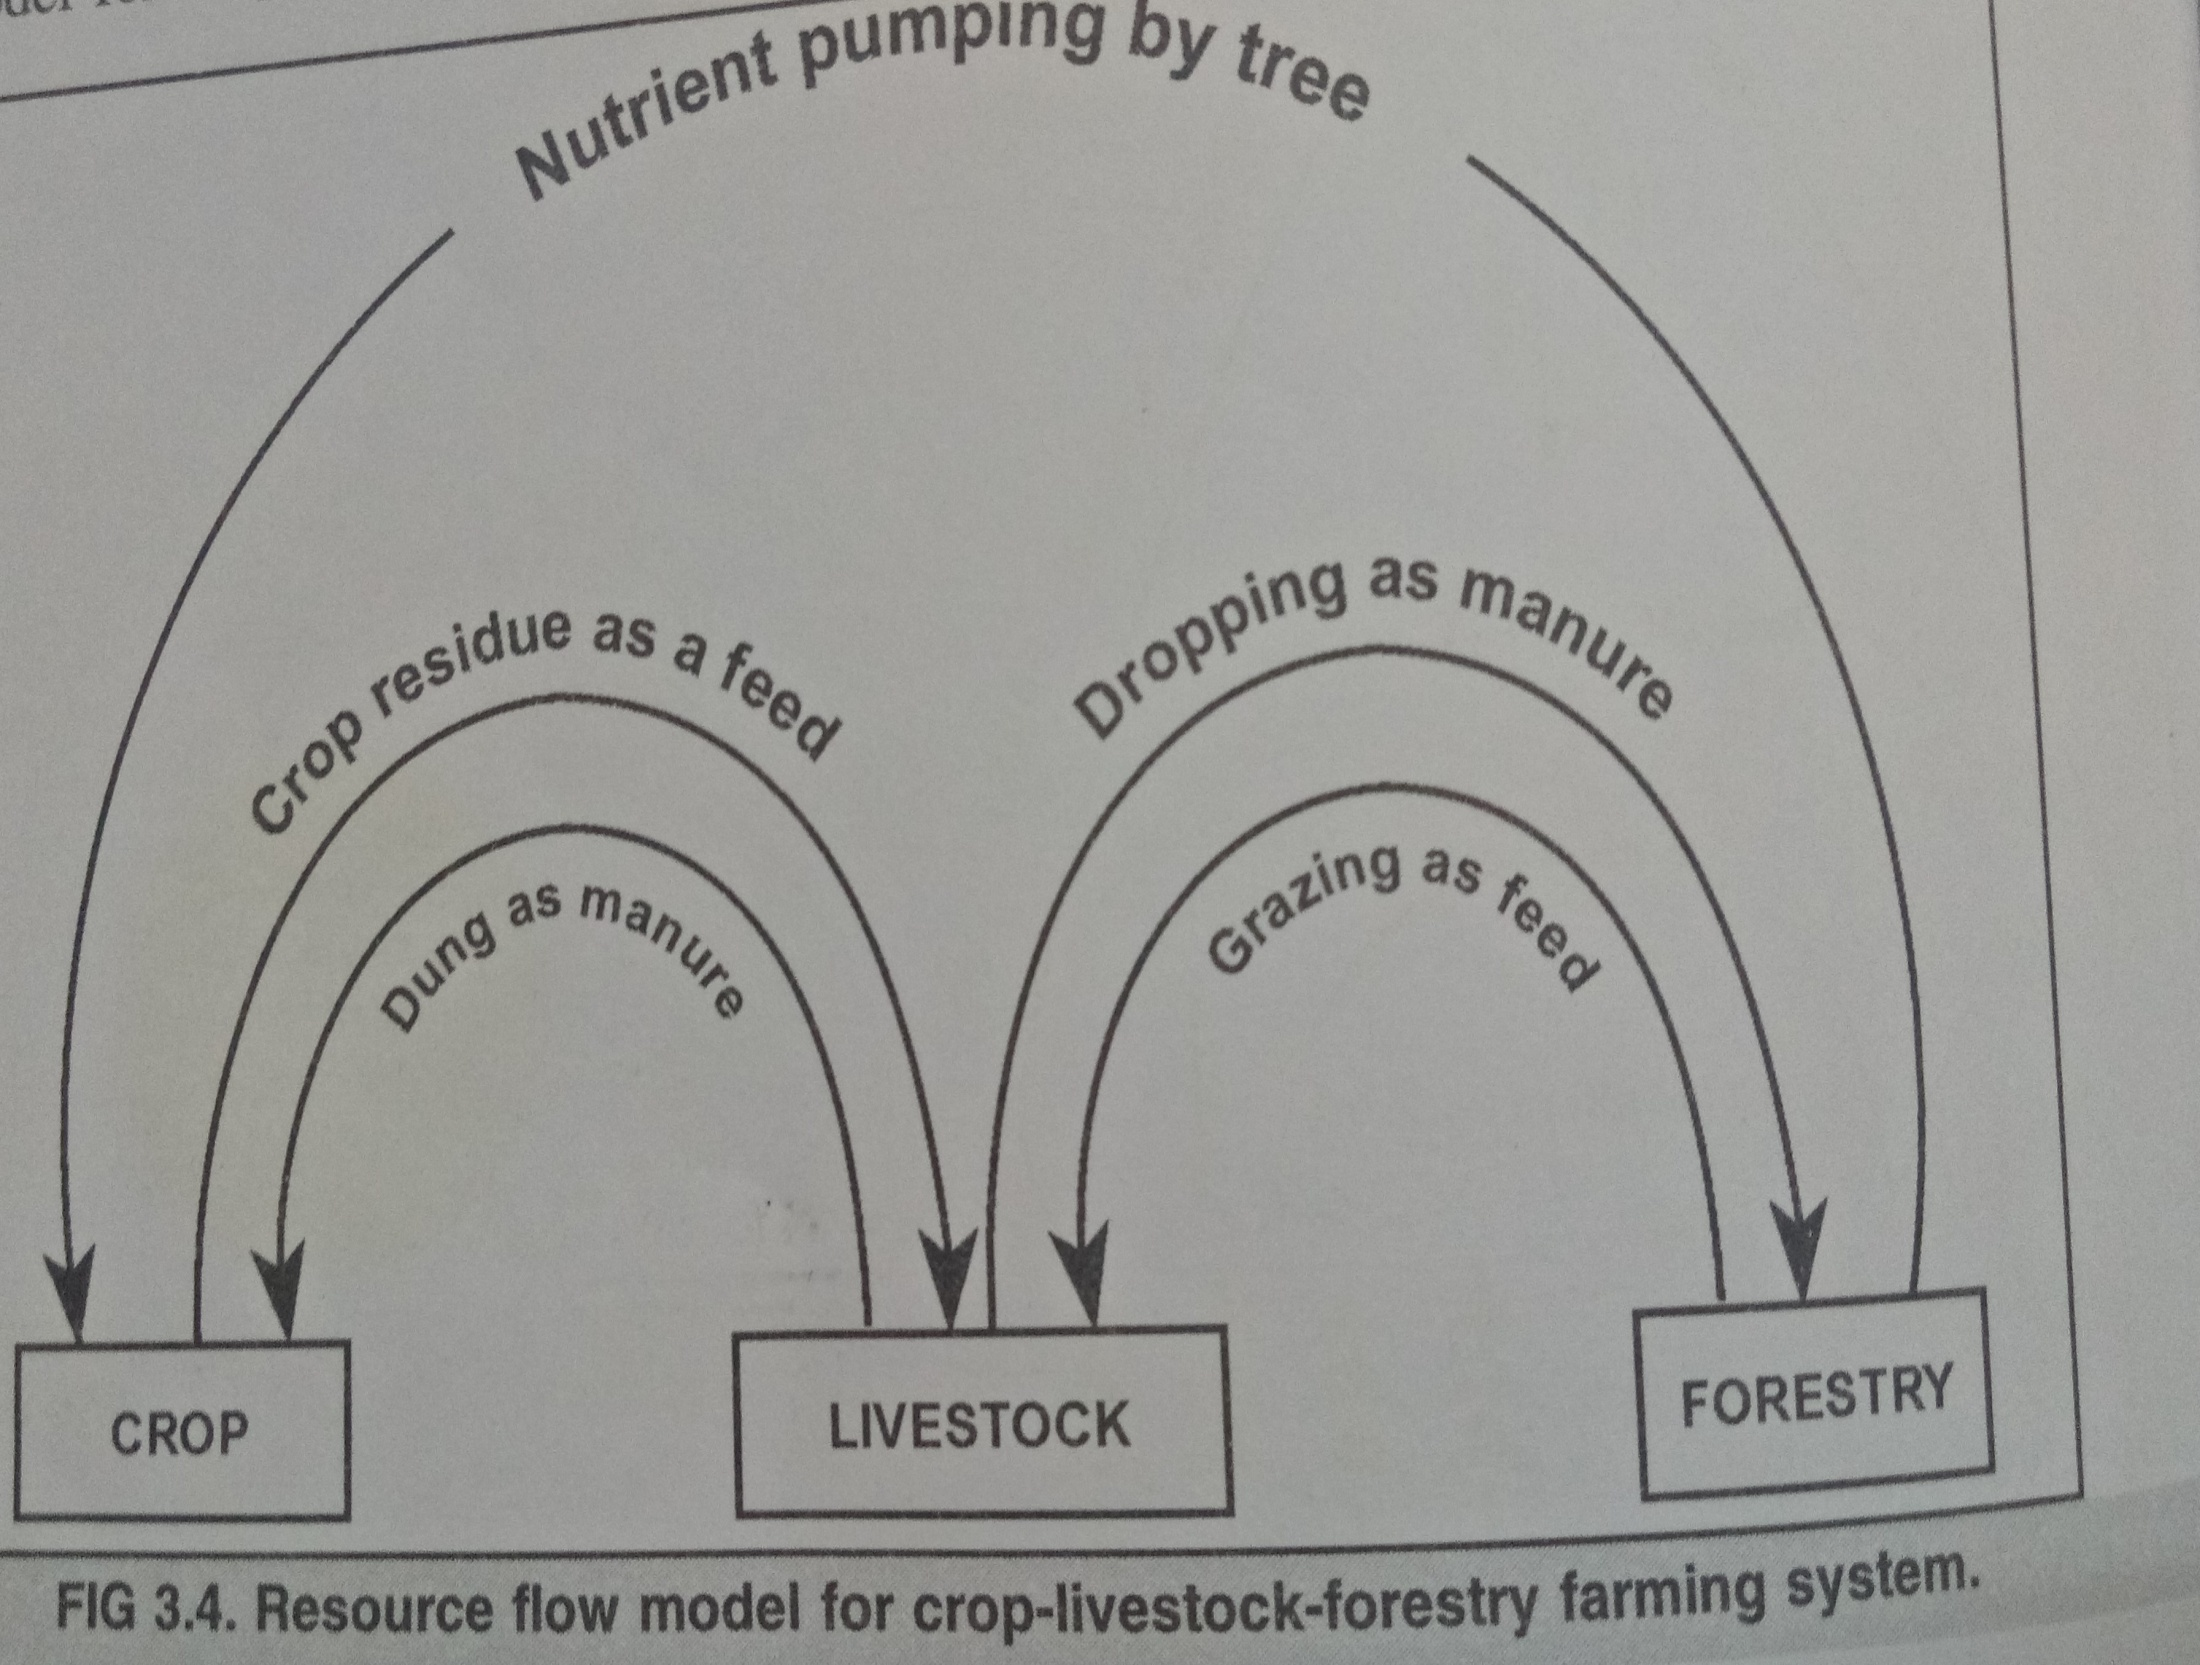 Nutrient pumping by tree
Crop residue as a feed
Dropping as manure
Dung as manure
Grazing as feed
CROP
LIVESTOCK
FORESTRY
FIG 3.4. Resource flow model for crop-livestock-forestry farming system.